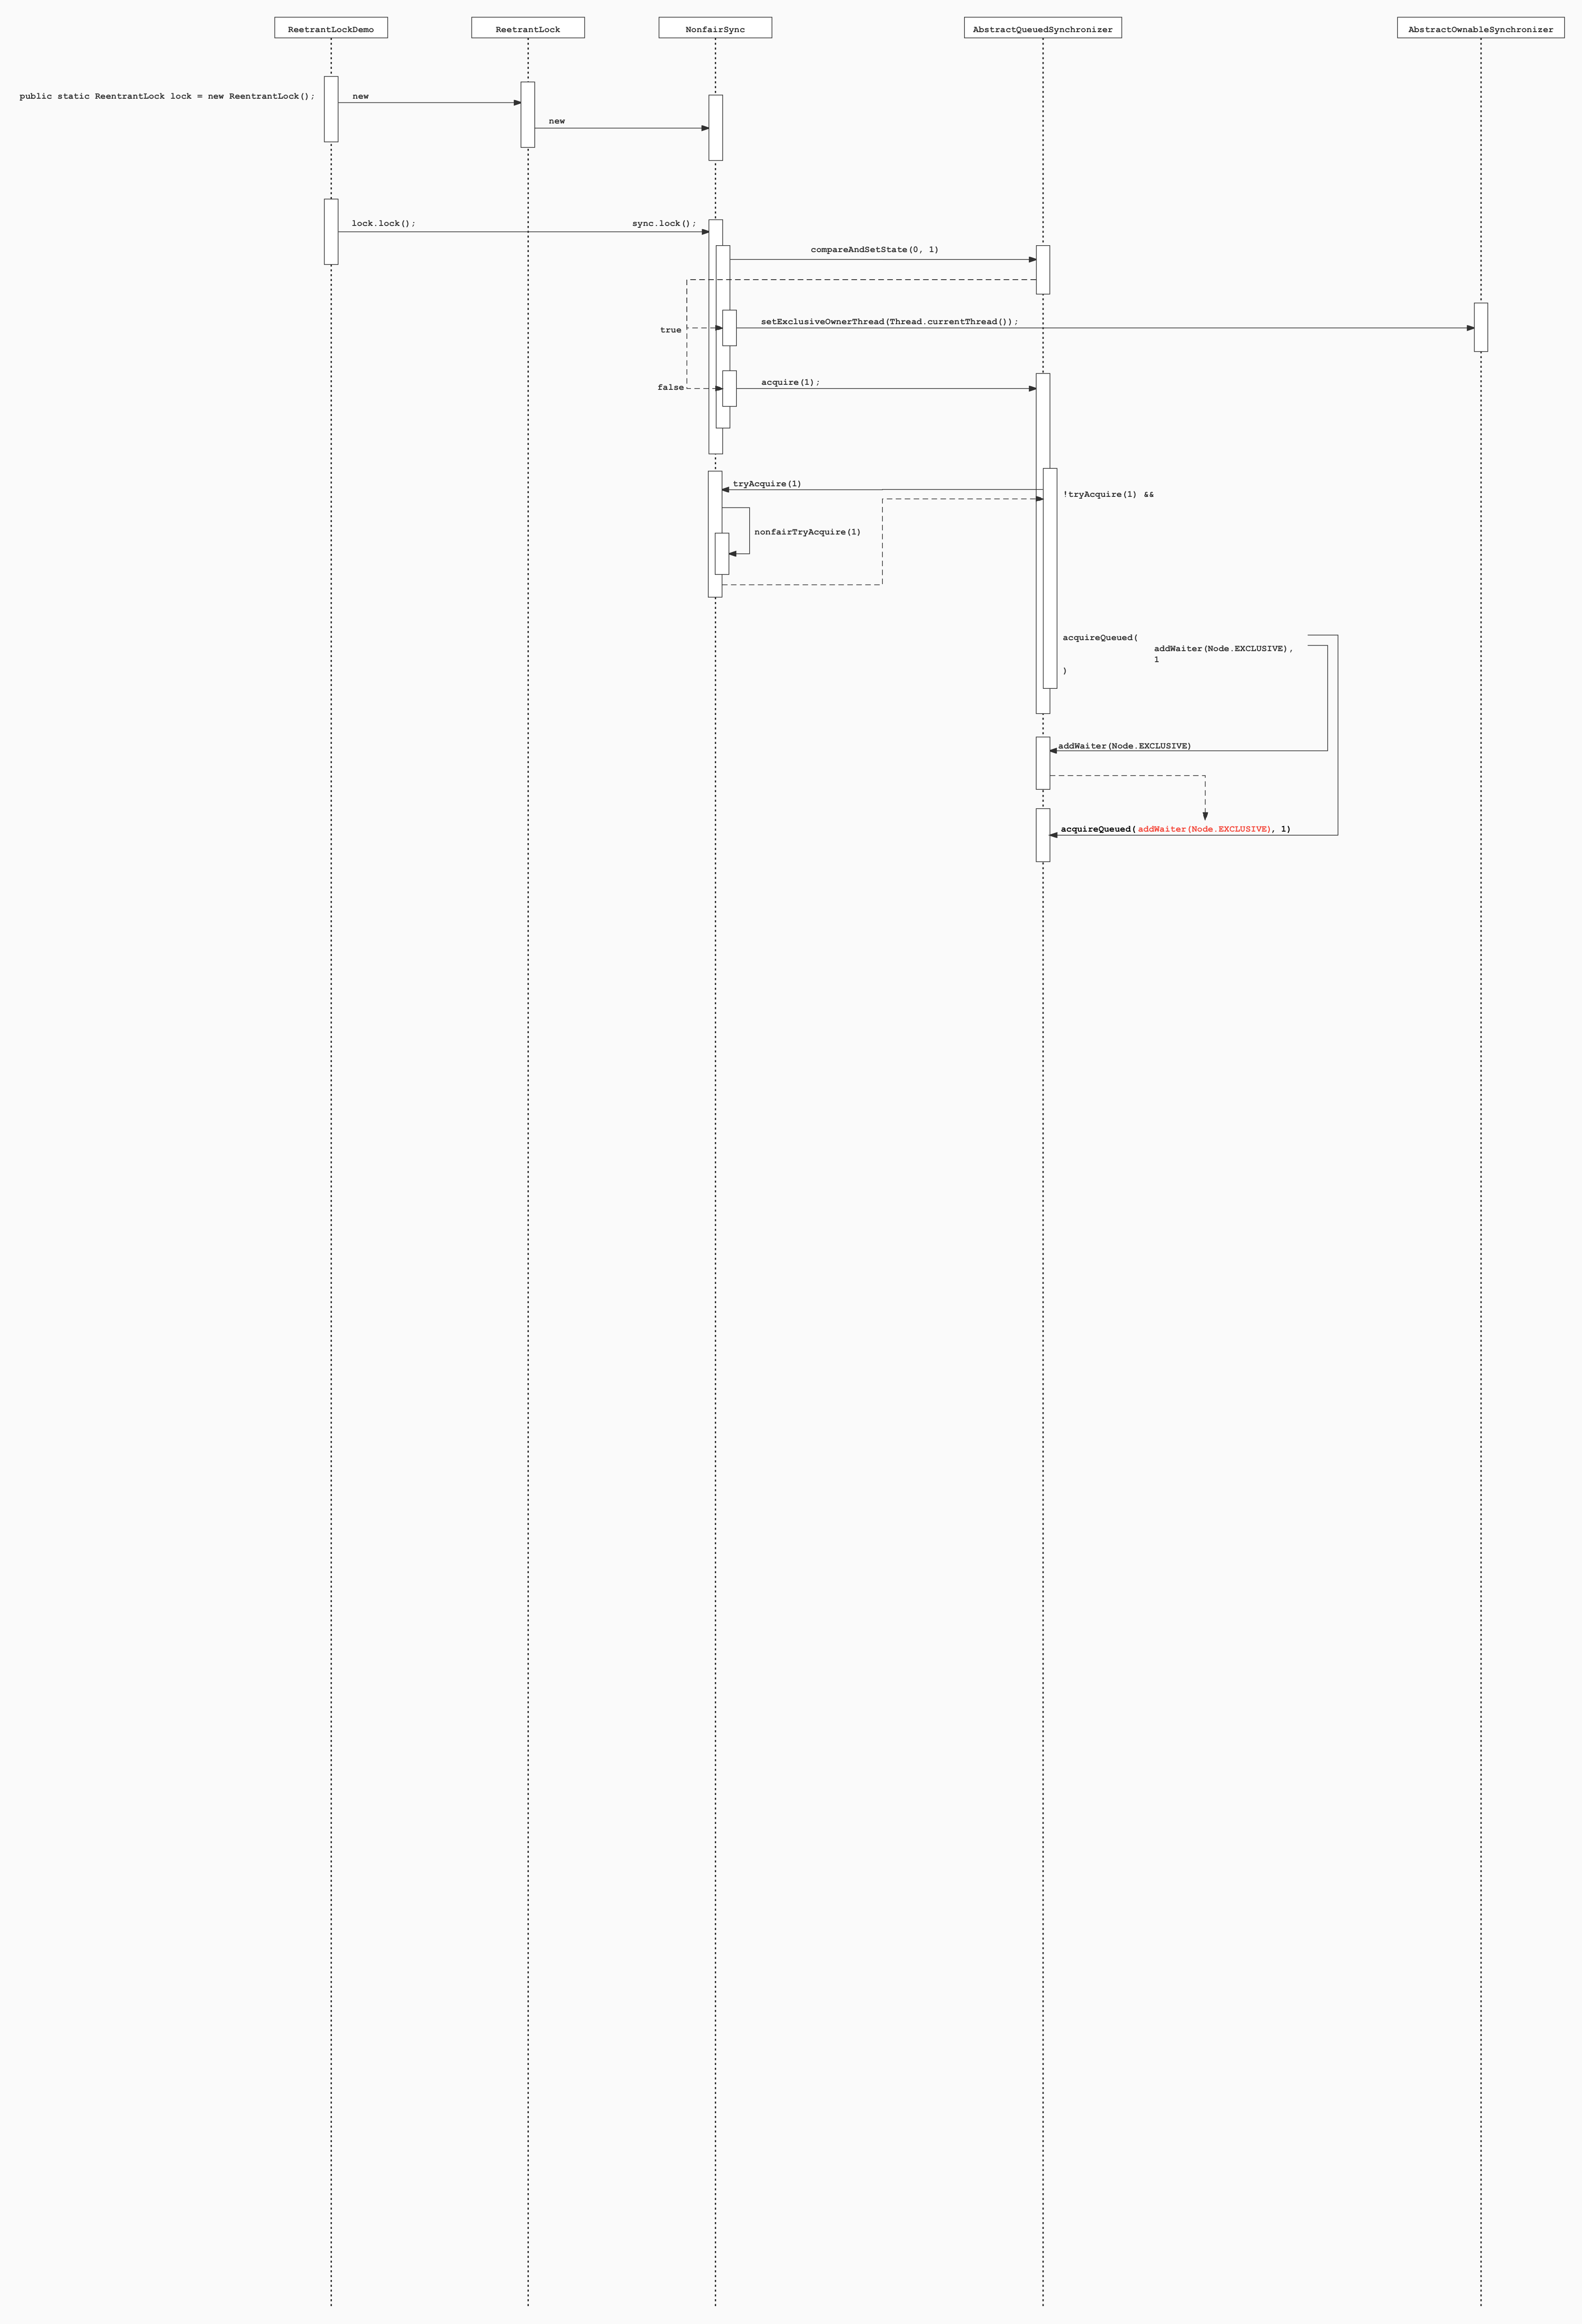 ReetrantLockDemo
ReetrantLock
NonfairSync
AbstractQueuedSynchronizer
AbstractOwnableSynchronizer
public static ReentrantLock lock = new ReentrantLock();
new
new
lock.lock();
sync.lock();
compareAndSetState(0, 1)
setExclusiveOwnerThread(Thread.currentThread());
true
acquire(1);
false
tryAcquire(1)
!tryAcquire(1) &&
nonfairTryAcquire(1)
acquireQueued(
addWaiter(Node.EXCLUSIVE),
1
)
addWaiter(Node.EXCLUSIVE)
acquireQueued(addWaiter(Node.EXCLUSIVE), 1)